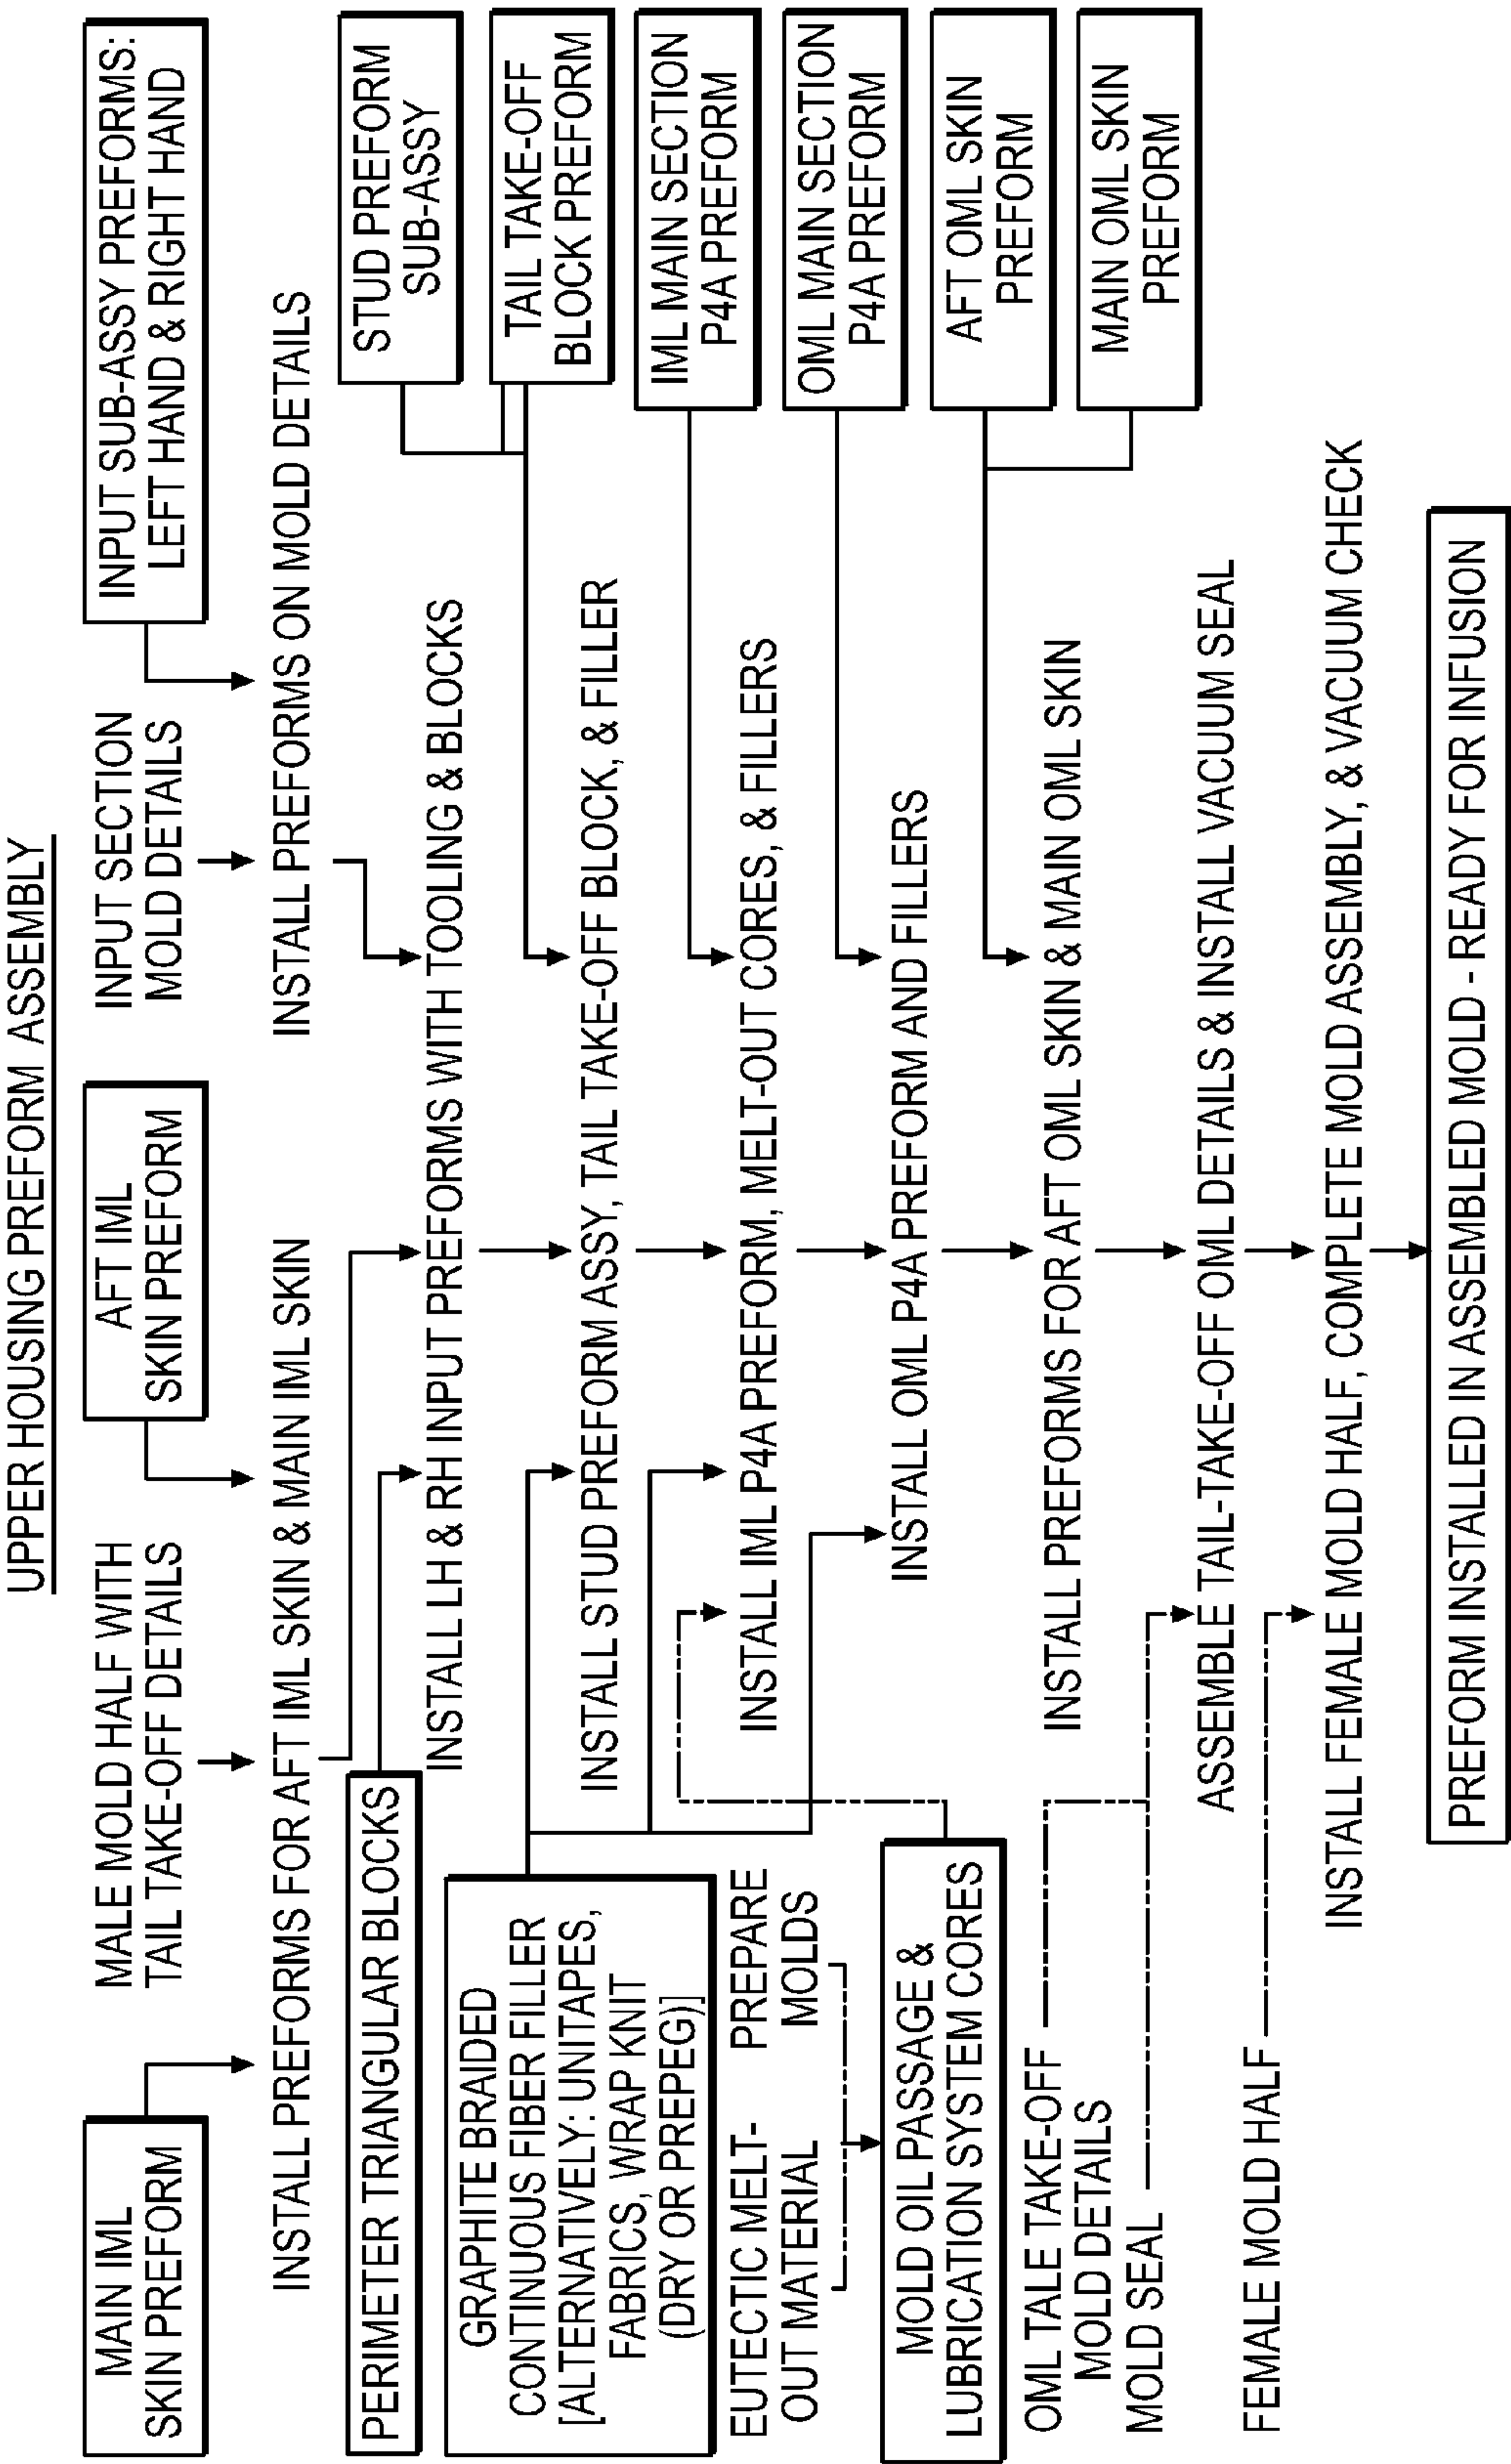 UPPER HOUSING PREFORM ASSEMBLY
MAIN IML
SKIN PREFORM
MALE MOLD HALF WITH
TAIL TAKE-OFF DETAILS
AFT IML
SKIN PREFORM
INPUT SECTION
MOLD DETAILS
INPUT SUB-ASSY PREFORMS:
LEFT HAND & RIGHT HAND
INSTALL PREFORMS FOR AFT IML SKIN & MAIN IML SKIN
INSTALL PREFORMS ON MOLD DETAILS
PERIMETER TRIANGULAR BLOCKS
INSTALL LH & RH INPUT PREFORMS WITH TOOLING & BLOCKS
STUD PREFORM
SUB-ASSY
GRAPHITE BRAIDED
CONTINUOUS FIBER FILLER
[ALTERNATIVELY: UNITAPES,
FABRICS, WRAP KNIT
(DRY OR PREPEG)]
INSTALL STUD PREFORM ASSY, TAIL TAKE-OFF BLOCK, & FILLER
TAIL TAKE-OFF
BLOCK PREFORM
EUTECTIC MELT-
OUT MATERIAL
PREPARE
MOLDS
INSTALL IML P4A PREFORM, MELT-OUT CORES, & FILLERS
IML MAIN SECTION
P4A PREFORM
MOLD OIL PASSAGE &
LUBRICATION SYSTEM CORES
INSTALL OML P4A PREFORM AND FILLERS
OML MAIN SECTION
P4A PREFORM
OML TALE TAKE-OFF
MOLD DETAILS
MOLD SEAL
INSTALL PREFORMS FOR AFT OML SKIN & MAIN OML SKIN
AFT OML SKIN
PREFORM
MAIN OML SKIN
PREFORM
ASSEMBLE TAIL-TAKE-OFF OML DETAILS & INSTALL VACUUM SEAL
FEMALE MOLD HALF
INSTALL FEMALE MOLD HALF, COMPLETE MOLD ASSEMBLY, & VACUUM CHECK
PREFORM INSTALLED IN ASSEMBLED MOLD - READY FOR INFUSION